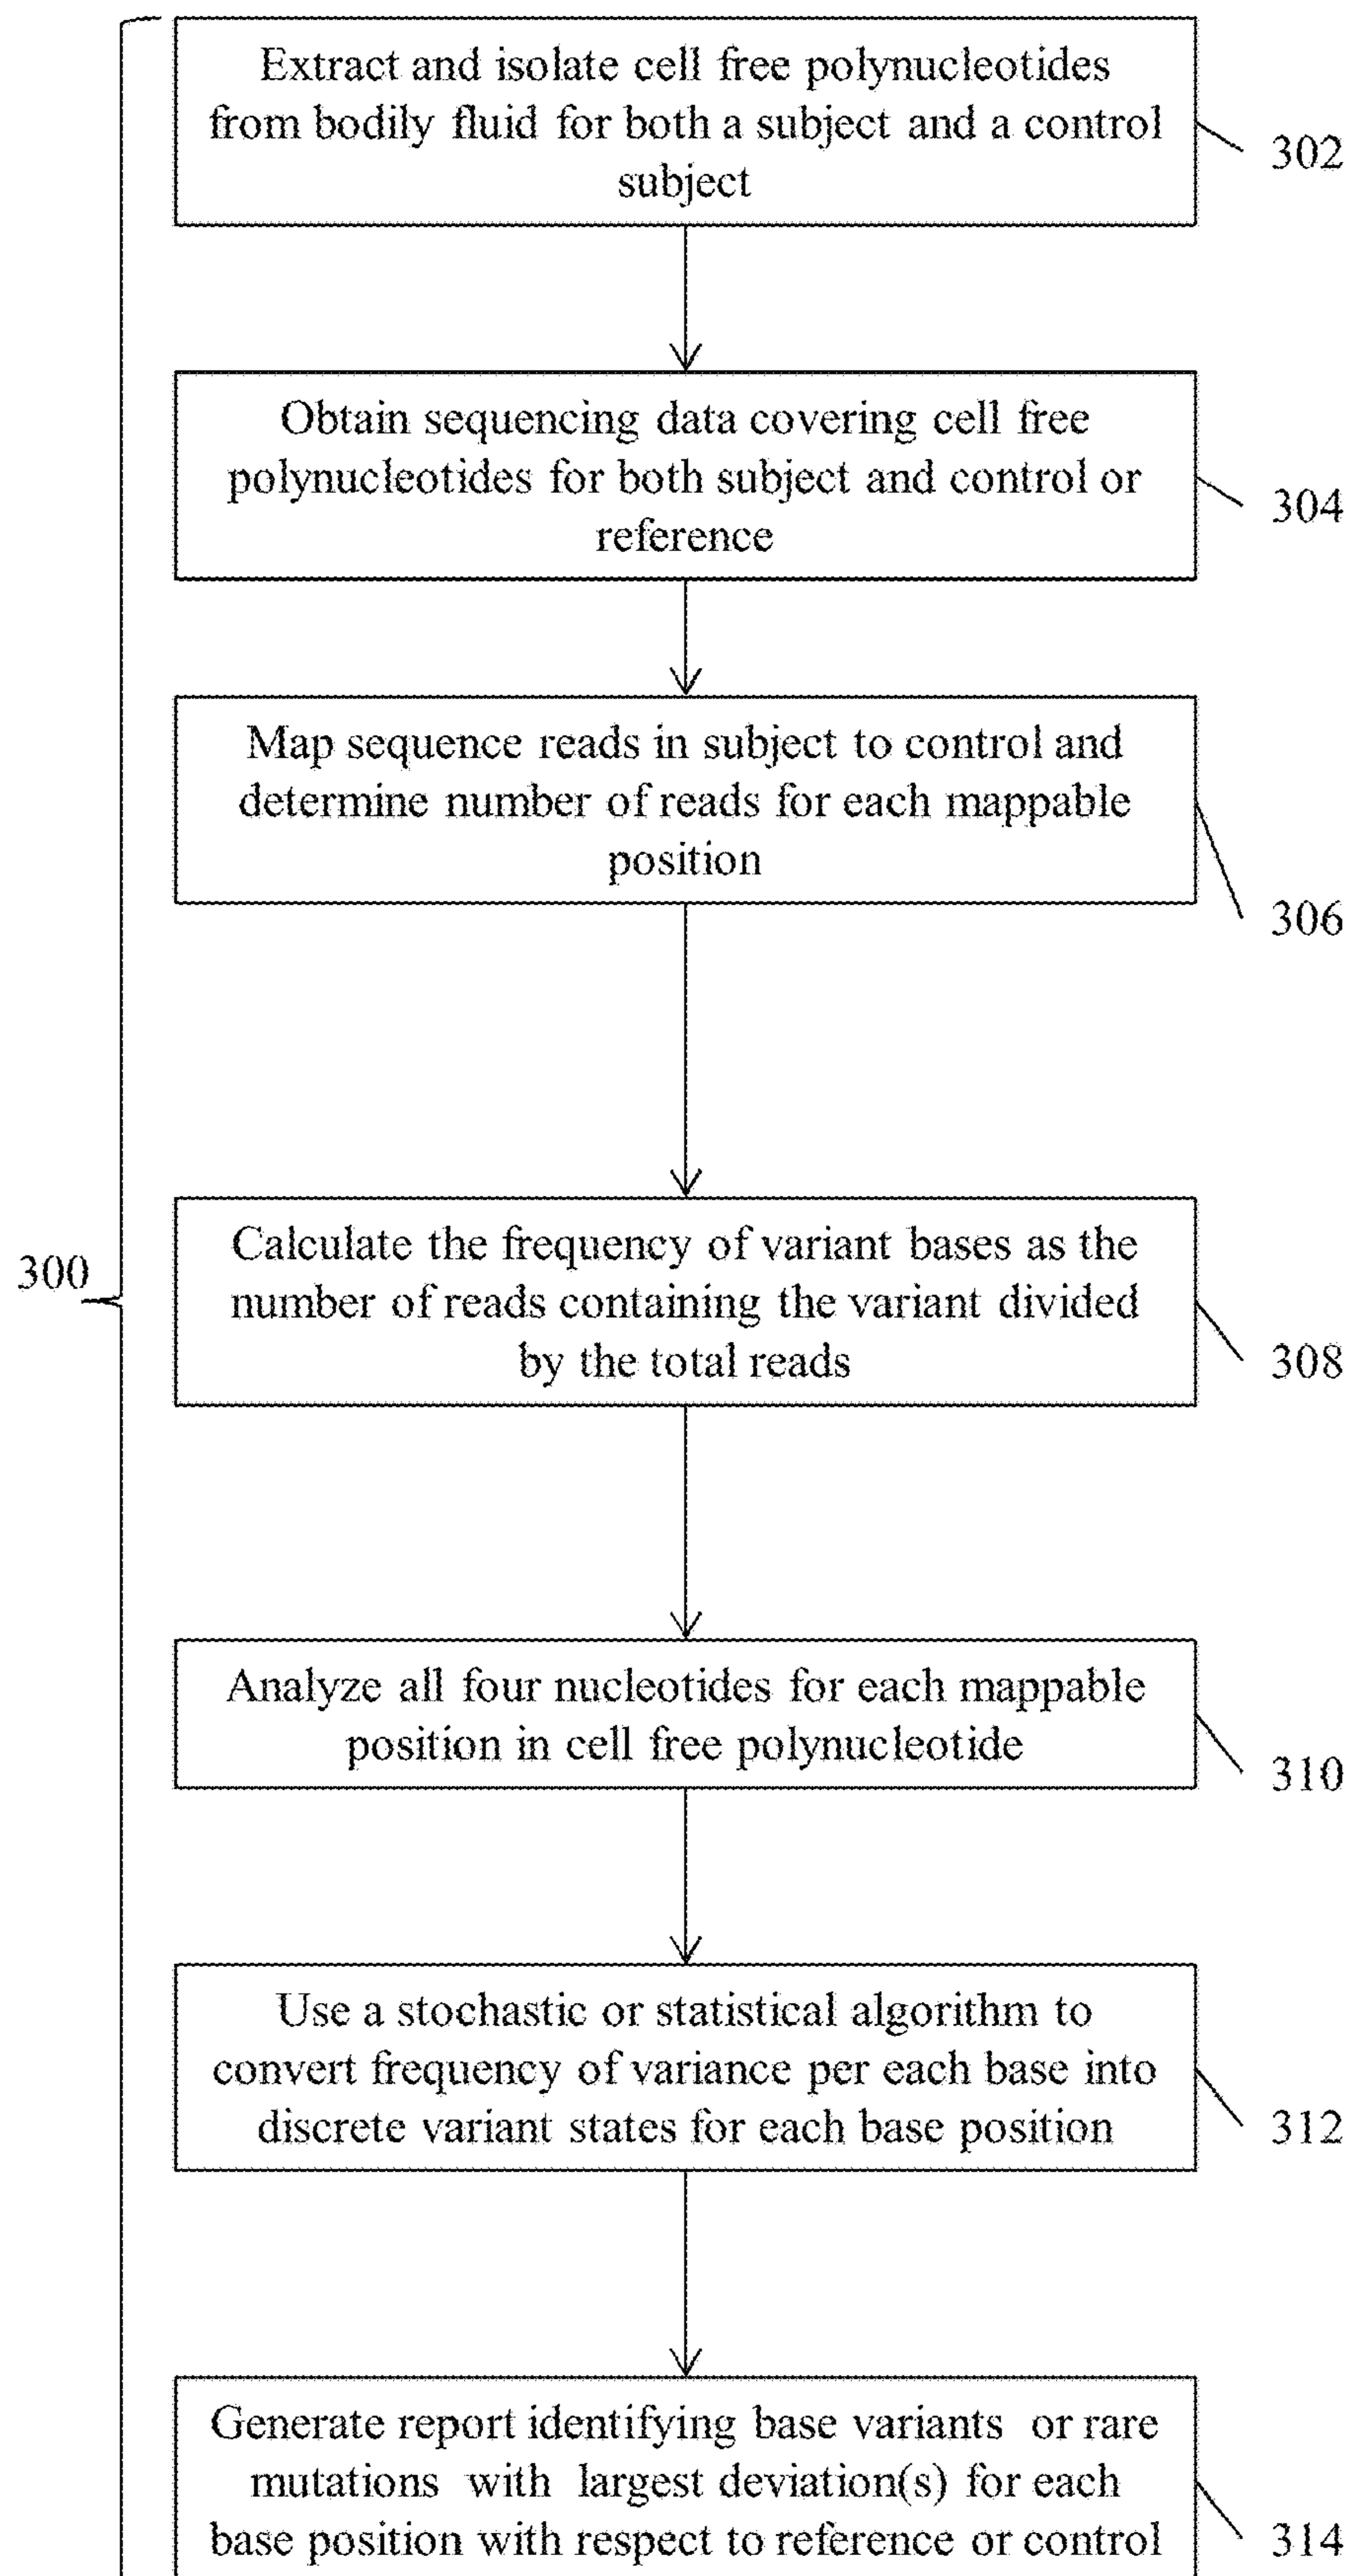 Extract and isolate cell free polynucleotides
from bodily fluid for both a subject and a control
subject
302
Obtain sequencing data covering cell free
polynucleotides for both subject and control or
reference
304
Map sequence reads in subject to control and
determine number of reads for each mappable
position
306
300
Calculate the frequency of variant bases as the
number of reads containing the variant divided
by the total reads
308
Analyze all four nucleotides for each mappable
position in cell free polynucleotide
310
Use a stochastic or statistical algorithm to
convert frequency of variance per each base into
discrete variant states for each base position
312
Generate report identifying base variants or rare
mutations with largest deviation(s) for each
base position with respect to reference or control
314